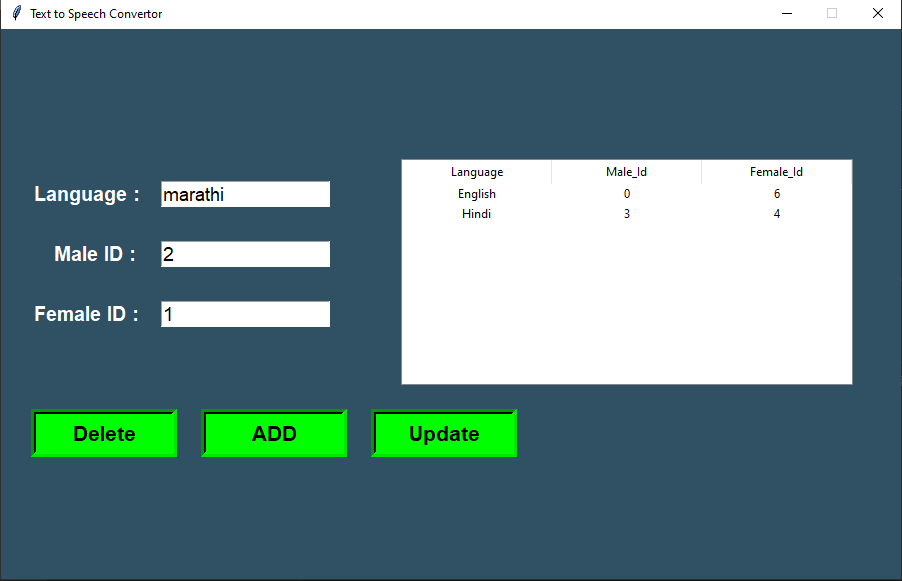 Text to Speech Convertor
Language : marathi
Male ID : 2
Female ID : 1
Language Male_Id Female_Id
English 0 6
Hindi 3 4
Delete ADD Update